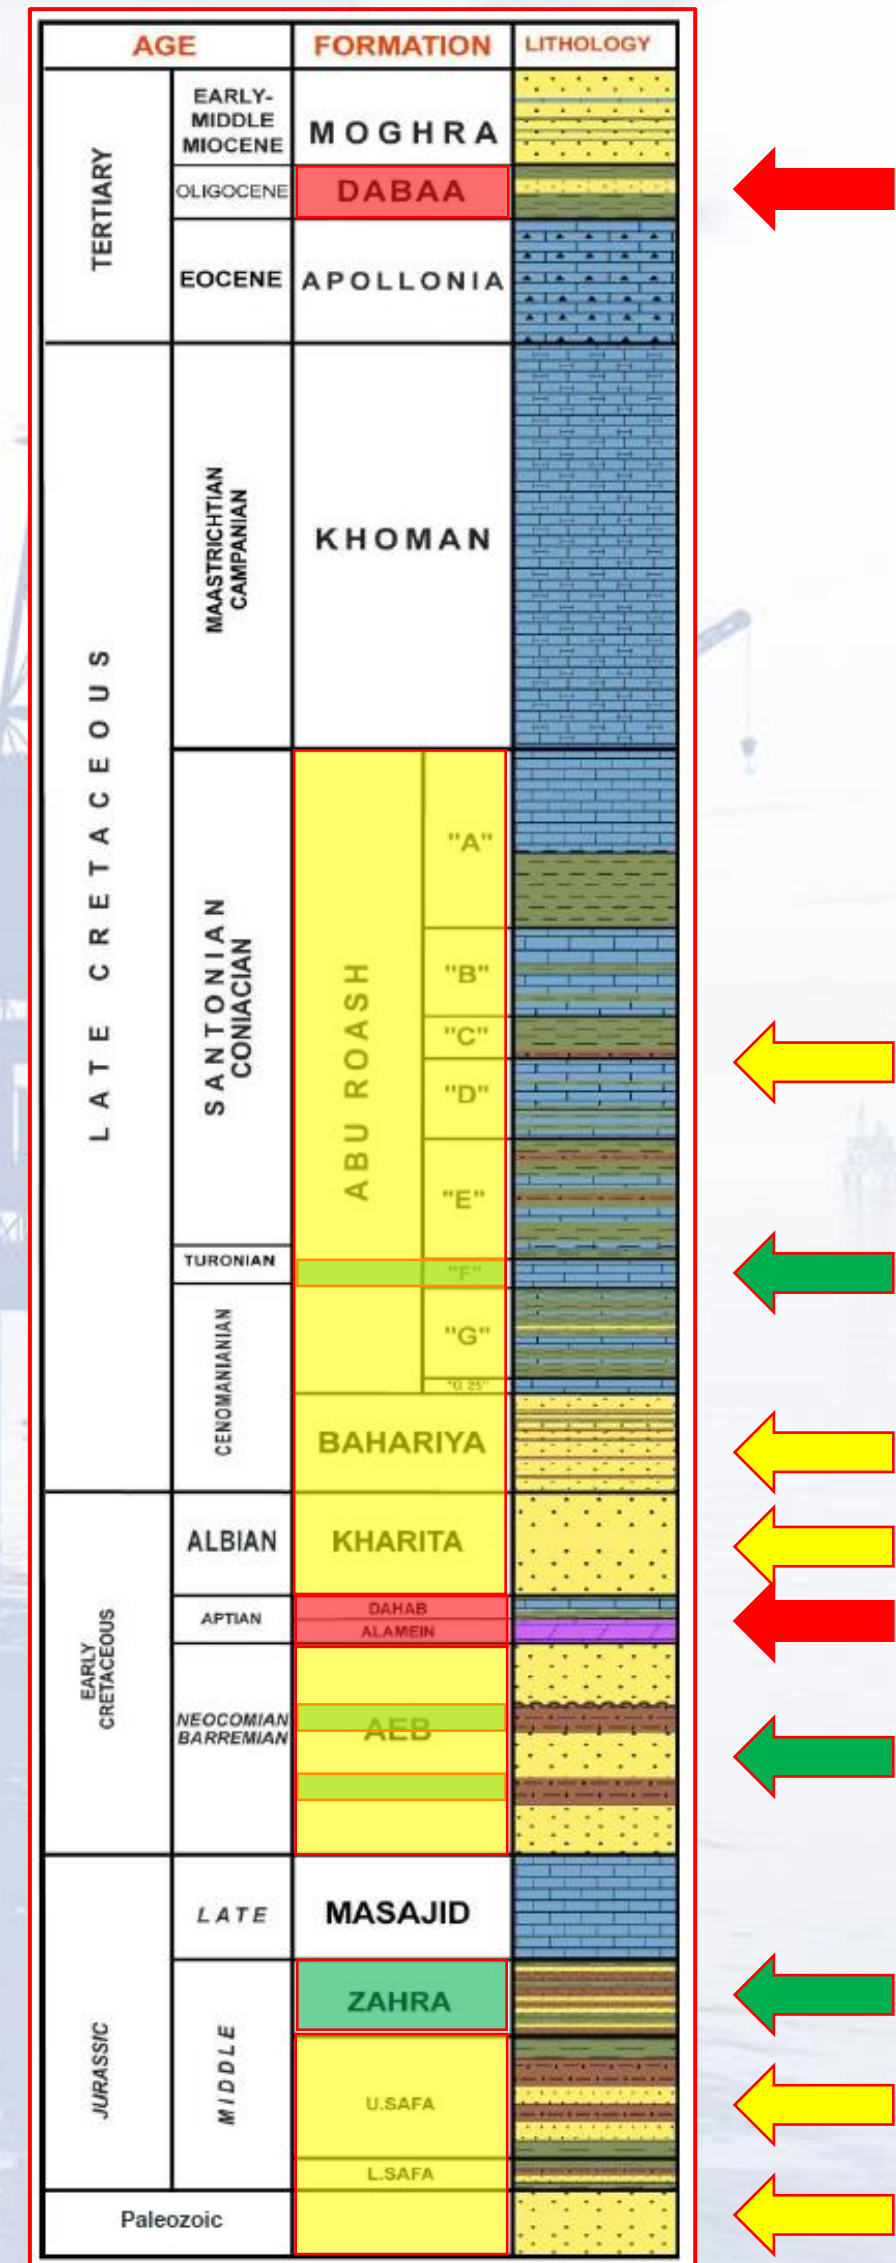 AGE FORMATION LITHOLOGY
TERTIARY
EARLY-
MIDDLE
MIOCENE
MOGHRA
OLIGOCENE
DABAA
EOCENE
APOLLONIA
LATE CRETACEOUS
MAASTRICHTIAN
CAMPANIAN
KHOMAN
SANTONIAN
CONIACIAN
ABU ROASH
"A"
"B"
"C"
"D"
"E"
TURONIAN
"F"
CENOMANIANIAN
"G"
"G 25"
BAHARIYA
EARLY
CRETACEOUS
ALBIAN
KHARITA
APTIAN
DAHAB
ALAMEIN
NEOCOMIAN
BARREMIAN
AEB
JURASSIC
LATE
MASAJID
MIDDLE
ZAHRA
U.SAFA
L.SAFA
Paleozoic